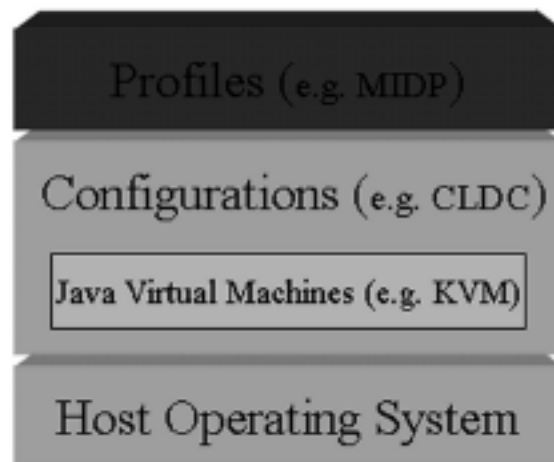 Profiles (e.g. MIDP)
Configurations (e.g. CLDC)
Java Virtual Machines (e.g. KVM)
Host Operating System